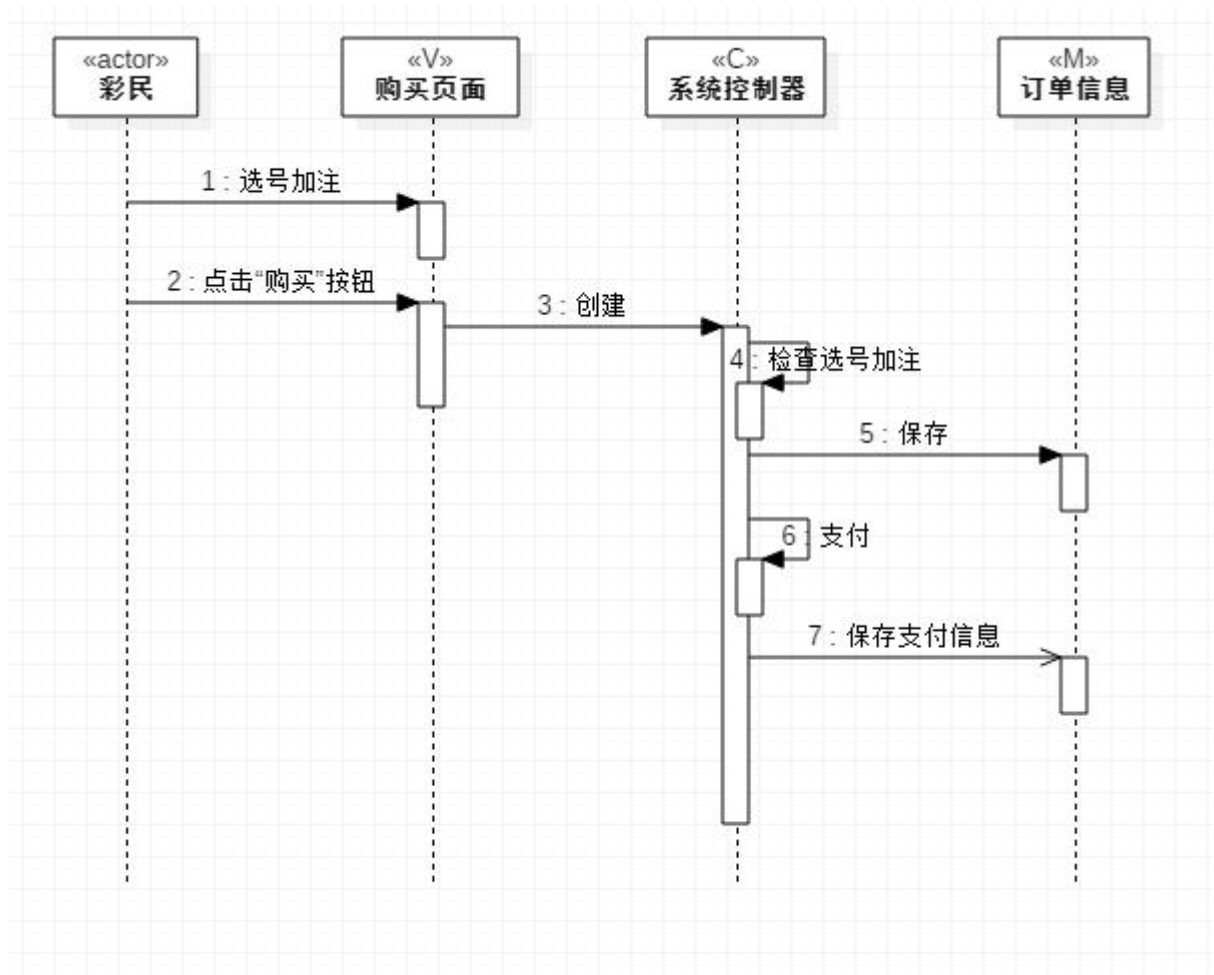 «actor»
彩民
«V»
购买页面
«C»
系统控制器
«M»
订单信息
1 : 选号加注
2 : 点击“购买”按钮
3 : 创建
4 : 检查选号加注
5 : 保存
6 : 支付
7 : 保存支付信息